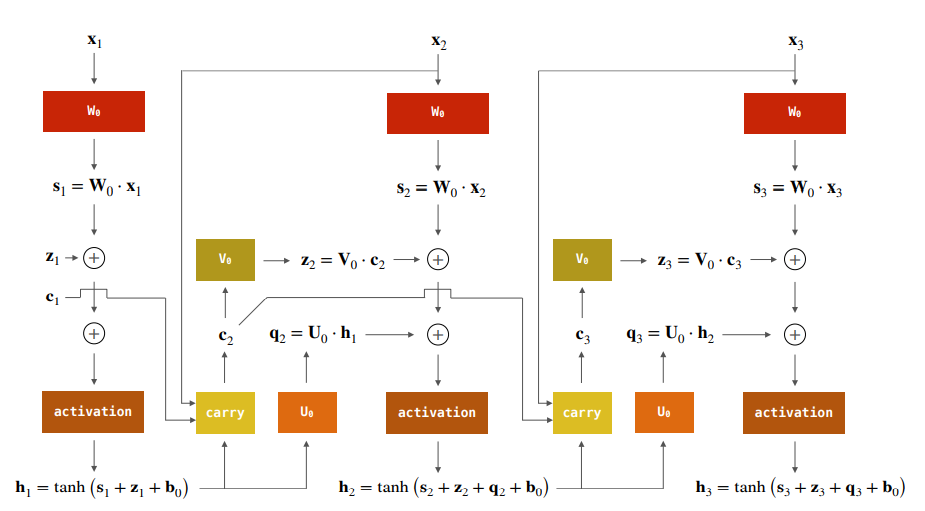 x₁ x₂ x₃
W₀ W₀ W₀
s₁ = W₀ · x₁ s₂ = W₀ · x₂ s₃ = W₀ · x₃
z₁ + V₀ z₂ = V₀ · c₂ + V₀ z₃ = V₀ · c₃ +
c₁
+ c₂ q₂ = U₀ · h₁ + c₃ q₃ = U₀ · h₂ +
activation carry U₀ activation carry U₀ activation
h₁ = tanh (s₁ + z₁ + b₀) h₂ = tanh (s₂ + z₂ + q₂ + b₀) h₃ = tanh (s₃ + z₃ + q₃ + b₀)